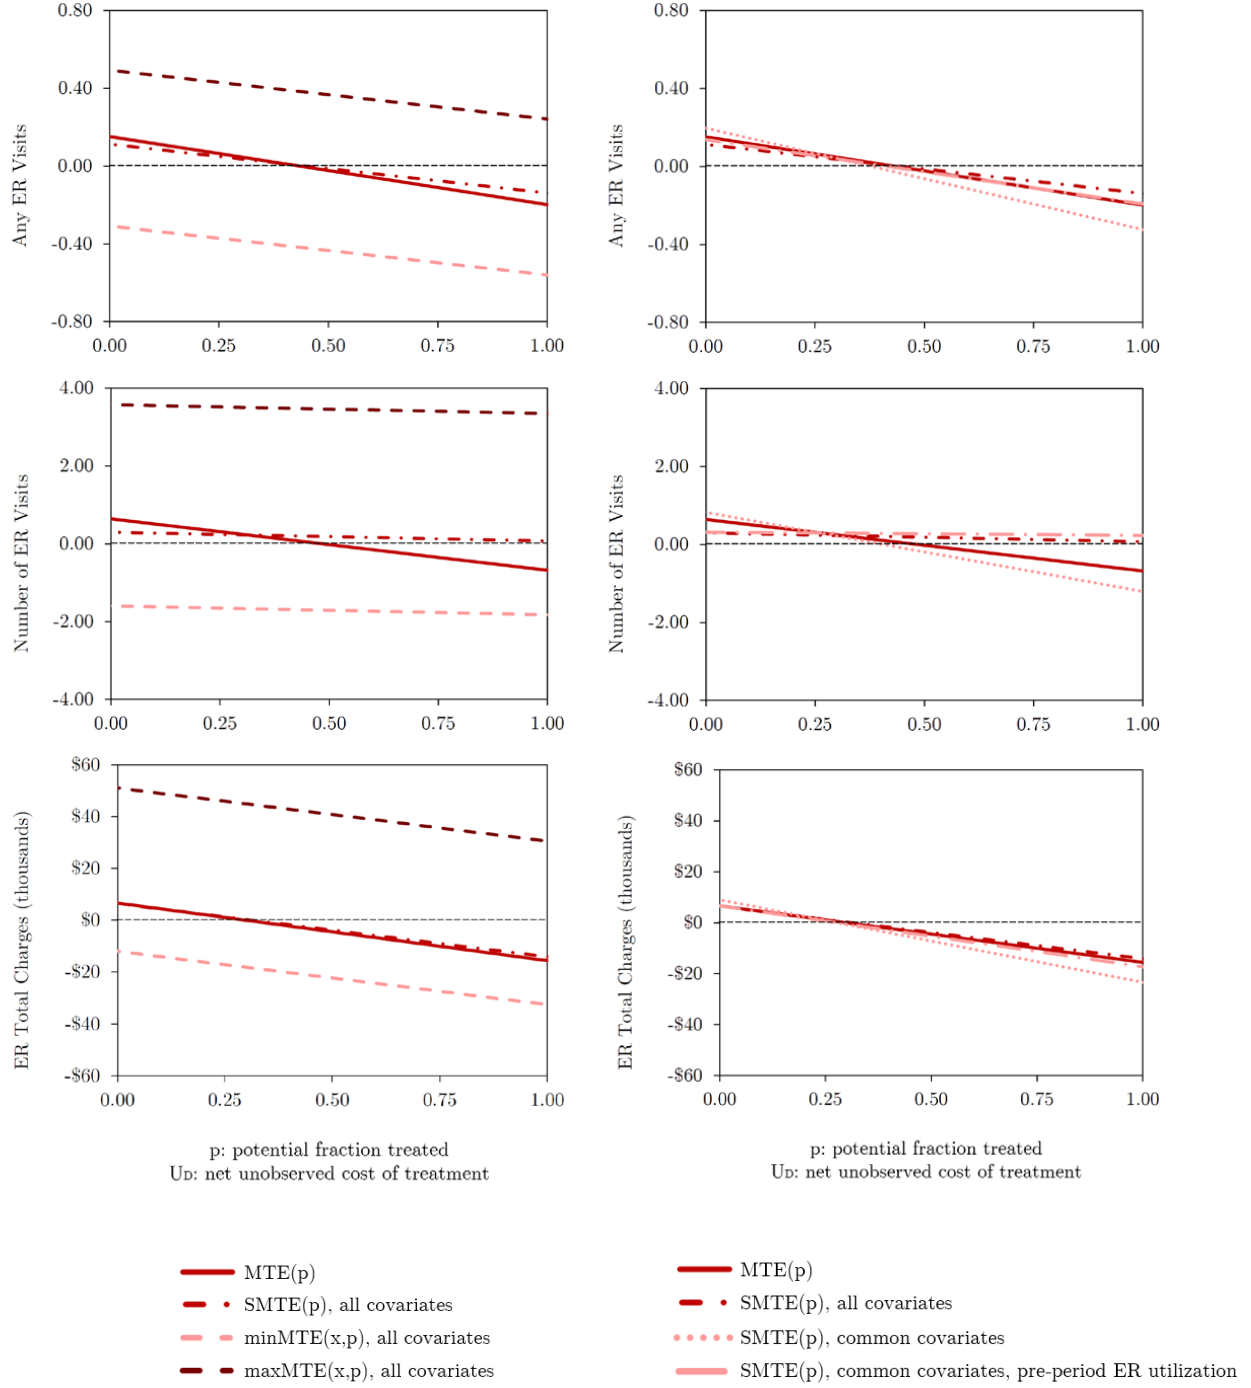 0.80
0.40
0.00
-0.40
-0.80
Any ER Visits
0.00 0.25 0.50 0.75 1.00
0.80
0.40
0.00
-0.40
-0.80
Any ER Visits
0.00 0.25 0.50 0.75 1.00
4.00
2.00
0.00
-2.00
-4.00
Number of ER Visits
0.00 0.25 0.50 0.75 1.00
4.00
2.00
0.00
-2.00
-4.00
Number of ER Visits
0.00 0.25 0.50 0.75 1.00
$60
$40
$20
$0
-$20
-$40
-$60
ER Total Charges (thousands)
0.00 0.25 0.50 0.75 1.00
p: potential fraction treated
UD: net unobserved cost of treatment
$60
$40
$20
$0
-$20
-$40
-$60
ER Total Charges (thousands)
0.00 0.25 0.50 0.75 1.00
p: potential fraction treated
UD: net unobserved cost of treatment
MTE(p)
SMTE(p), all covariates
minMTE(x,p), all covariates
maxMTE(x,p), all covariates
MTE(p)
SMTE(p), all covariates
SMTE(p), common covariates
SMTE(p), common covariates, pre-period ER utilization